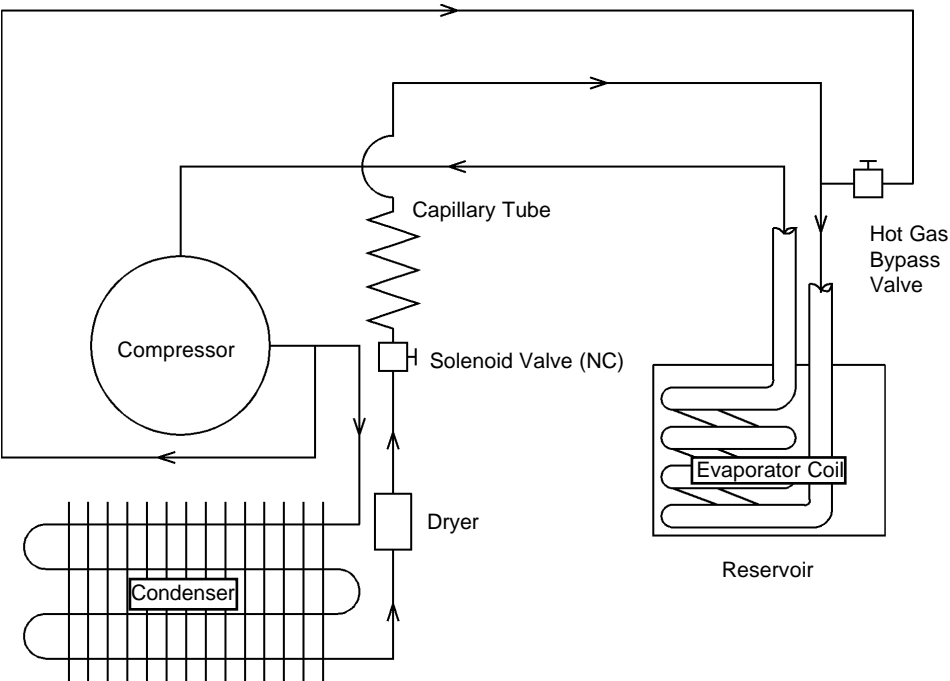 Capillary Tube
Hot Gas
Bypass
Valve
Compressor
Solenoid Valve (NC)
Evaporator Coil
Dryer
Reservoir
Condenser